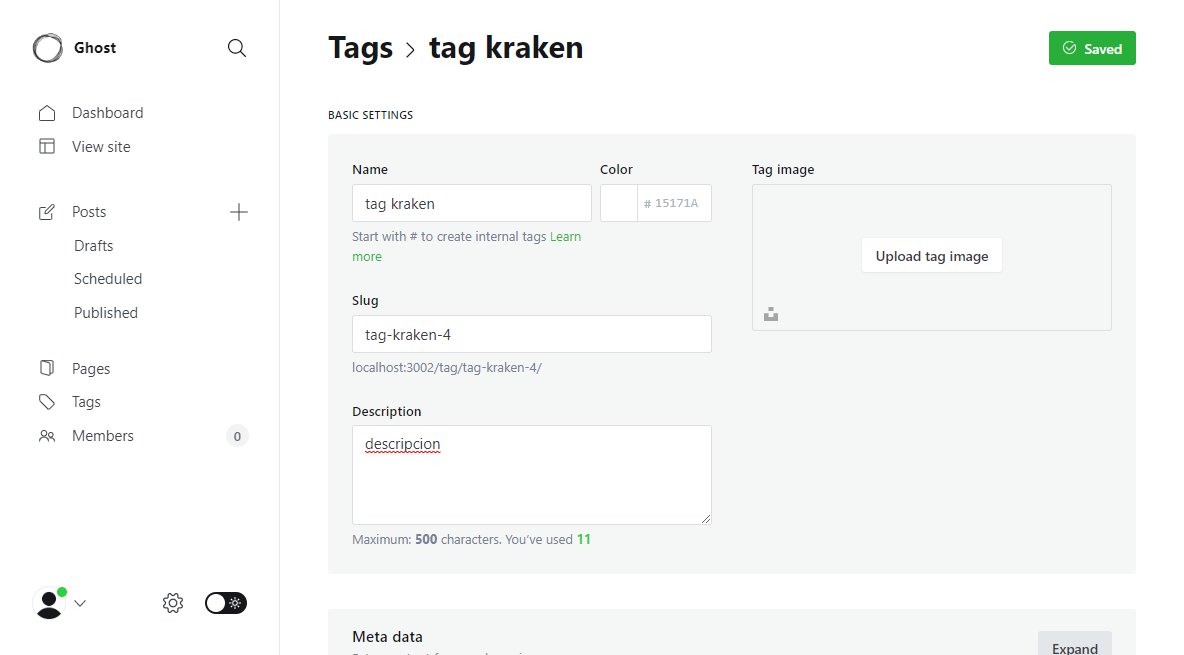 Ghost
Dashboard
View site
Posts
Drafts
Scheduled
Published
Pages
Tags
Members
0
Tags > tag kraken
Saved
BASIC SETTINGS
Name
tag kraken
Start with # to create internal tags Learn
more
Color
# 15171A
Slug
tag-kraken-4
localhost:3002/tag/tag-kraken-4/
Description
descripcion
Maximum: 500 characters. You’ve used 11
Tag image
Upload tag image
Meta data
Expand